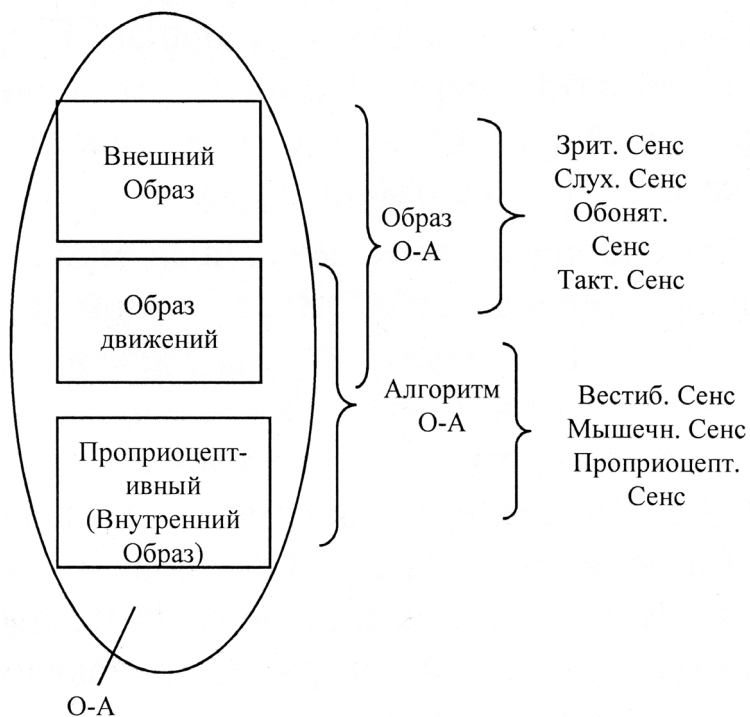 Внешний
Образ
Образ
движений
Проприоцепт-
ивный
(Внутренний
Образ)
О-А
Образ
О-А
Алгоритм
О-А
Зрит. Сенс
Слух. Сенс
Обонят.
Сенс
Такт. Сенс
Вестиб. Сенс
Мышечн. Сенс
Проприоцепт.
Сенс